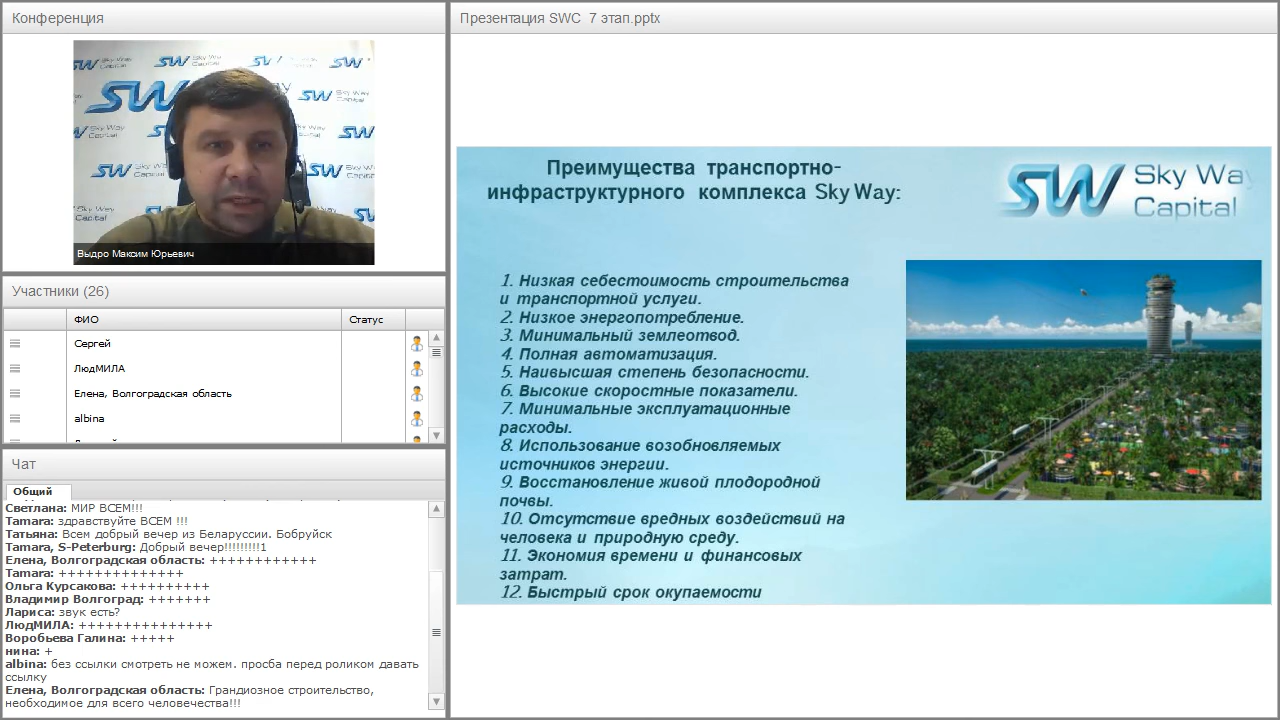 Конференция
SW Sky Way Capital
Выдро Максим Юрьевич
Участники (26)
ФИО
Статус
Сергей
ЛюдМИЛА
Елена, Волгоградская область
albina
Чат
Общий
Светлана: МИР ВСЕМ!!!
Tamara: здравствуйте ВСЕМ !!!
Татьяна: Всем добрый вечер из Беларуссии. Бобруйск
Tamara, S-Peterburg: Добрый вечер!!!!!!!!!1
Елена, Волгоградская область: ++++++++++++
Tamara: ++++++++++++++
Ольга Курсакова: ++++++++++
Владимир Волгоград: +++++++
Лариса: звук есть?
ЛюдМИЛА: +++++++++++++++
Воробьева Галина: +++++
нина: +
albina: без ссылки смотреть не можем. просба перед роликом давать
ссылку
Елена, Волгоградская область: Грандиозное строительство,
необходимое для всего человечества!!!
Презентация SWC 7 этап.pptx
Преимущества транспортно-
инфраструктурного комплекса Sky Way:
SW Sky Way
Capital
1. Низкая себестоимость строительства
и транспортной услуги.
2. Низкое энергопотребление.
3. Минимальный землеотвод.
4. Полная автоматизация.
5. Наивысшая степень безопасности.
6. Высокие скоростные показатели.
7. Минимальные эксплуатационные
расходы.
8. Использование возобновляемых
источников энергии.
9. Восстановление живой плодородной
почвы.
10. Отсутствие вредных воздействий на
человека и природную среду.
11. Экономия времени и финансовых
затрат.
12. Быстрый срок окупаемости